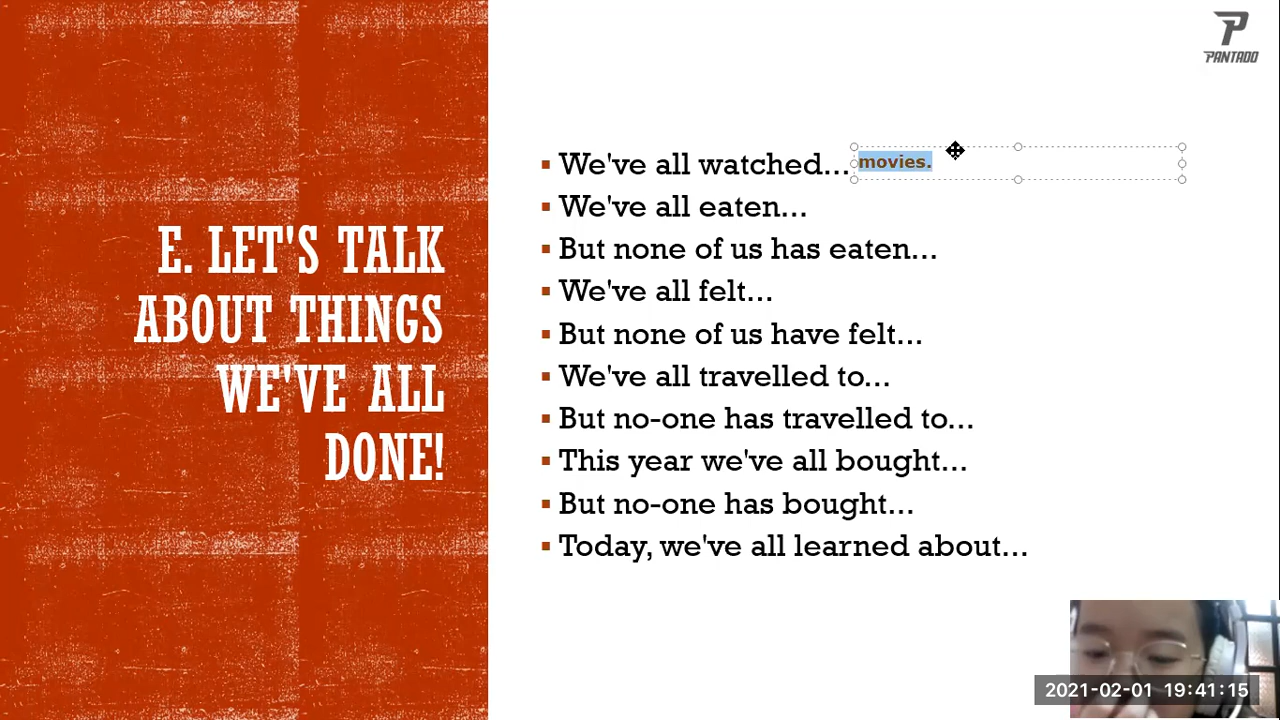 PANTADO
E. LET'S TALK
ABOUT THINGS
WE'VE ALL
DONE!
We've all watched... movies.
We've all eaten...
But none of us has eaten...
We've all felt...
But none of us have felt...
We've all travelled to...
But no-one has travelled to...
This year we've all bought...
But no-one has bought...
Today, we've all learned about...
2021-02-01 19:41:15